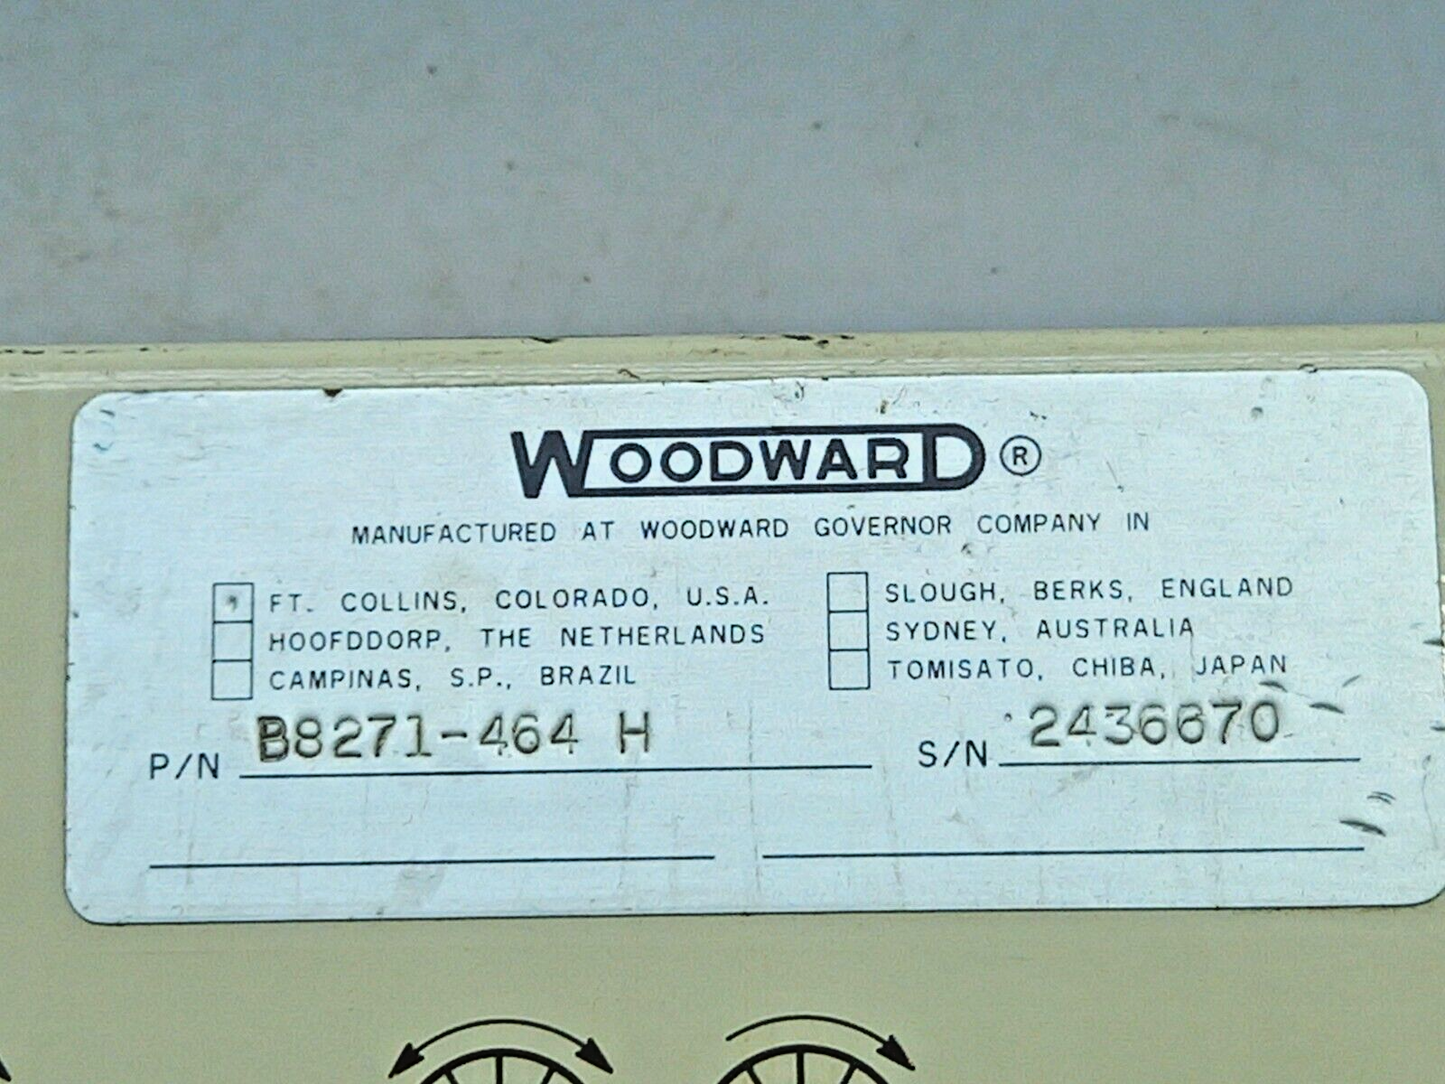 WOODWARD ®
MANUFACTURED AT WOODWARD GOVERNOR COMPANY IN
FT. COLLINS, COLORADO, U.S.A.
HOOFDDORP, THE NETHERLANDS
CAMPINAS, S.P., BRAZIL
SLOUGH, BERKS, ENGLAND
SYDNEY, AUSTRALIA
TOMISATO, CHIBA, JAPAN
P/N B8271-464 H
S/N 2436670